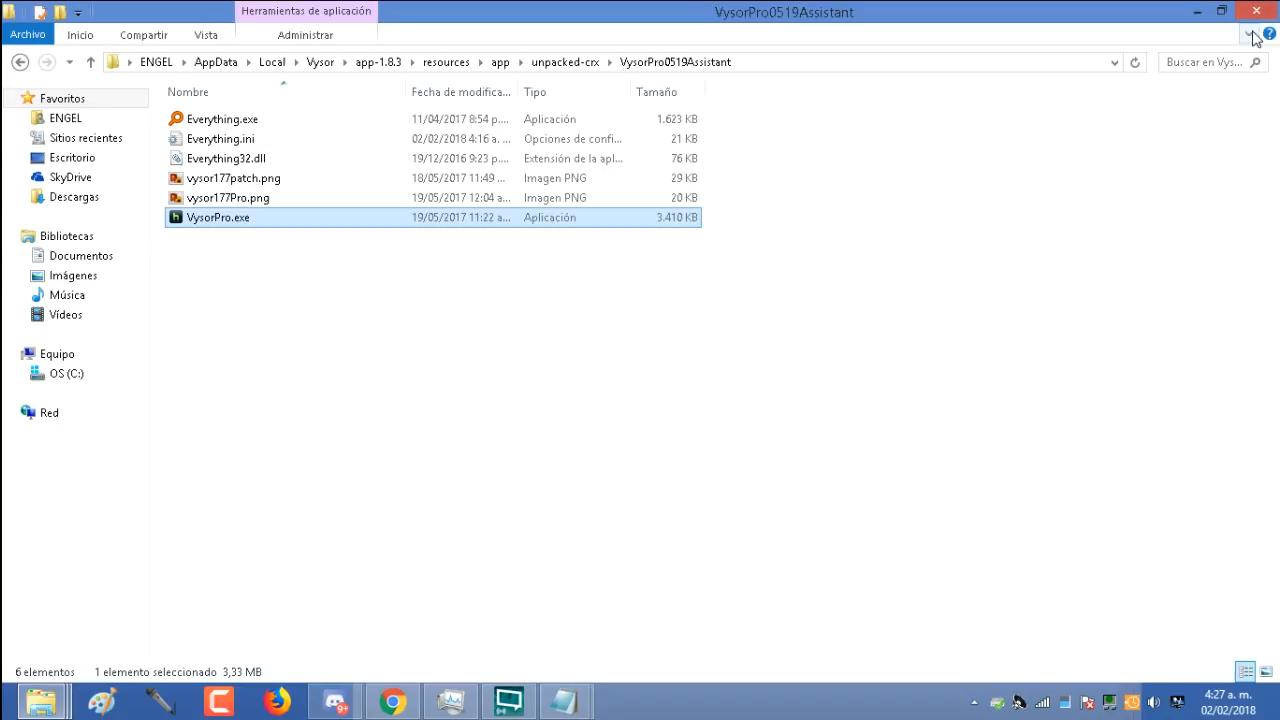 Herramientas de aplicación
VysorPro0519Assistant
Archivo Inicio Compartir Vista Administrar
ENGEL AppData Local Vysor app-1.8.3 resources app unpacked-crx VysorPro0519Assistant Buscar en Vys...
Nombre Fecha de modifica... Tipo Tamaño
Favoritos
ENGEL
Sitios recientes
Escritorio
SkyDrive
Descargas
Bibliotecas
Documentos
Imágenes
Música
Vídeos
Equipo
OS (C:)
Red
Everything.exe 11/04/2017 8:54 p.... Aplicación 1.623 KB
Everything.ini 02/02/2018 4:16 a. ... Opciones de confi... 21 KB
Everything32.dll 19/12/2016 9:23 p.... Extensión de la apl... 76 KB
vysor177patch.png 18/05/2017 11:49 ... Imagen PNG 29 KB
vysor177Pro.png 19/05/2017 12:04 a... Imagen PNG 20 KB
VysorPro.exe 19/05/2017 11:22 a... Aplicación 3.410 KB
6 elementos 1 elemento seleccionado 3,33 MB
4:27 a. m.
02/02/2018